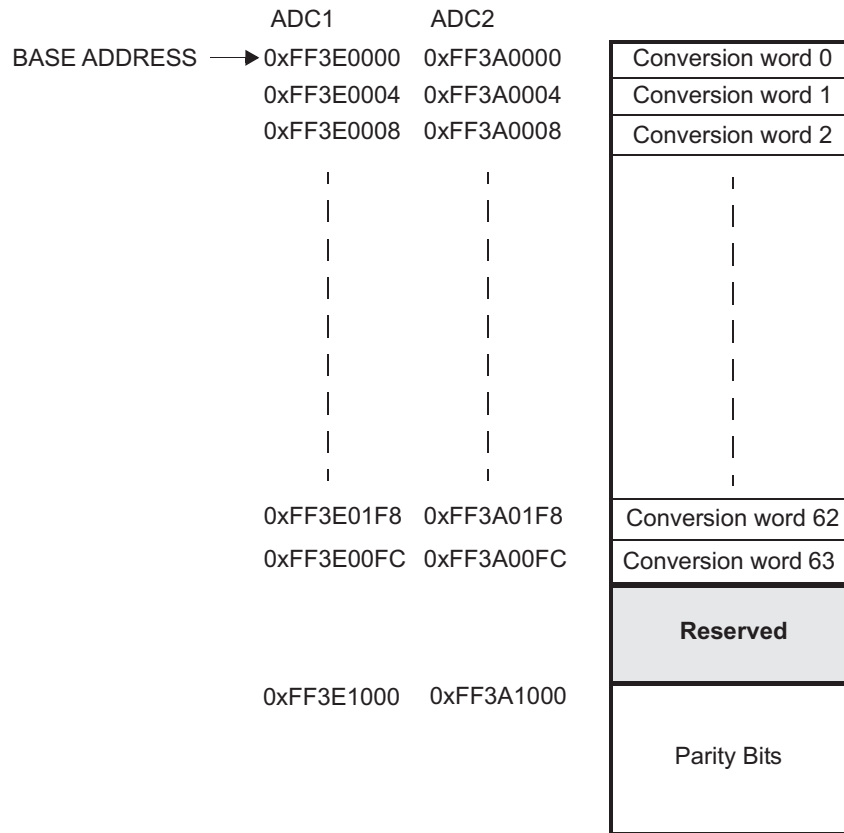 ADC1 ADC2
BASE ADDRESS 0xFF3E0000 0xFF3A0000 Conversion word 0
0xFF3E0004 0xFF3A0004 Conversion word 1
0xFF3E0008 0xFF3A0008 Conversion word 2
0xFF3E01F8 0xFF3A01F8 Conversion word 62
0xFF3E00FC 0xFF3A00FC Conversion word 63
Reserved
0xFF3E1000 0xFF3A1000
Parity Bits